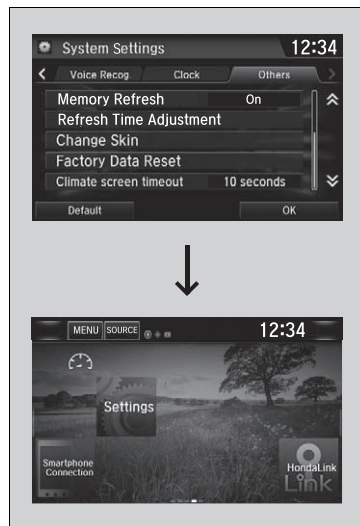 System Settings 12:34
Voice Recog. Clock Others
Memory Refresh On
Refresh Time Adjustment
Change Skin
Factory Data Reset
Climate screen timeout 10 seconds
Default OK
MENU SOURCE 12:34
Settings
Smartphone
Connection
HondaLink
Link